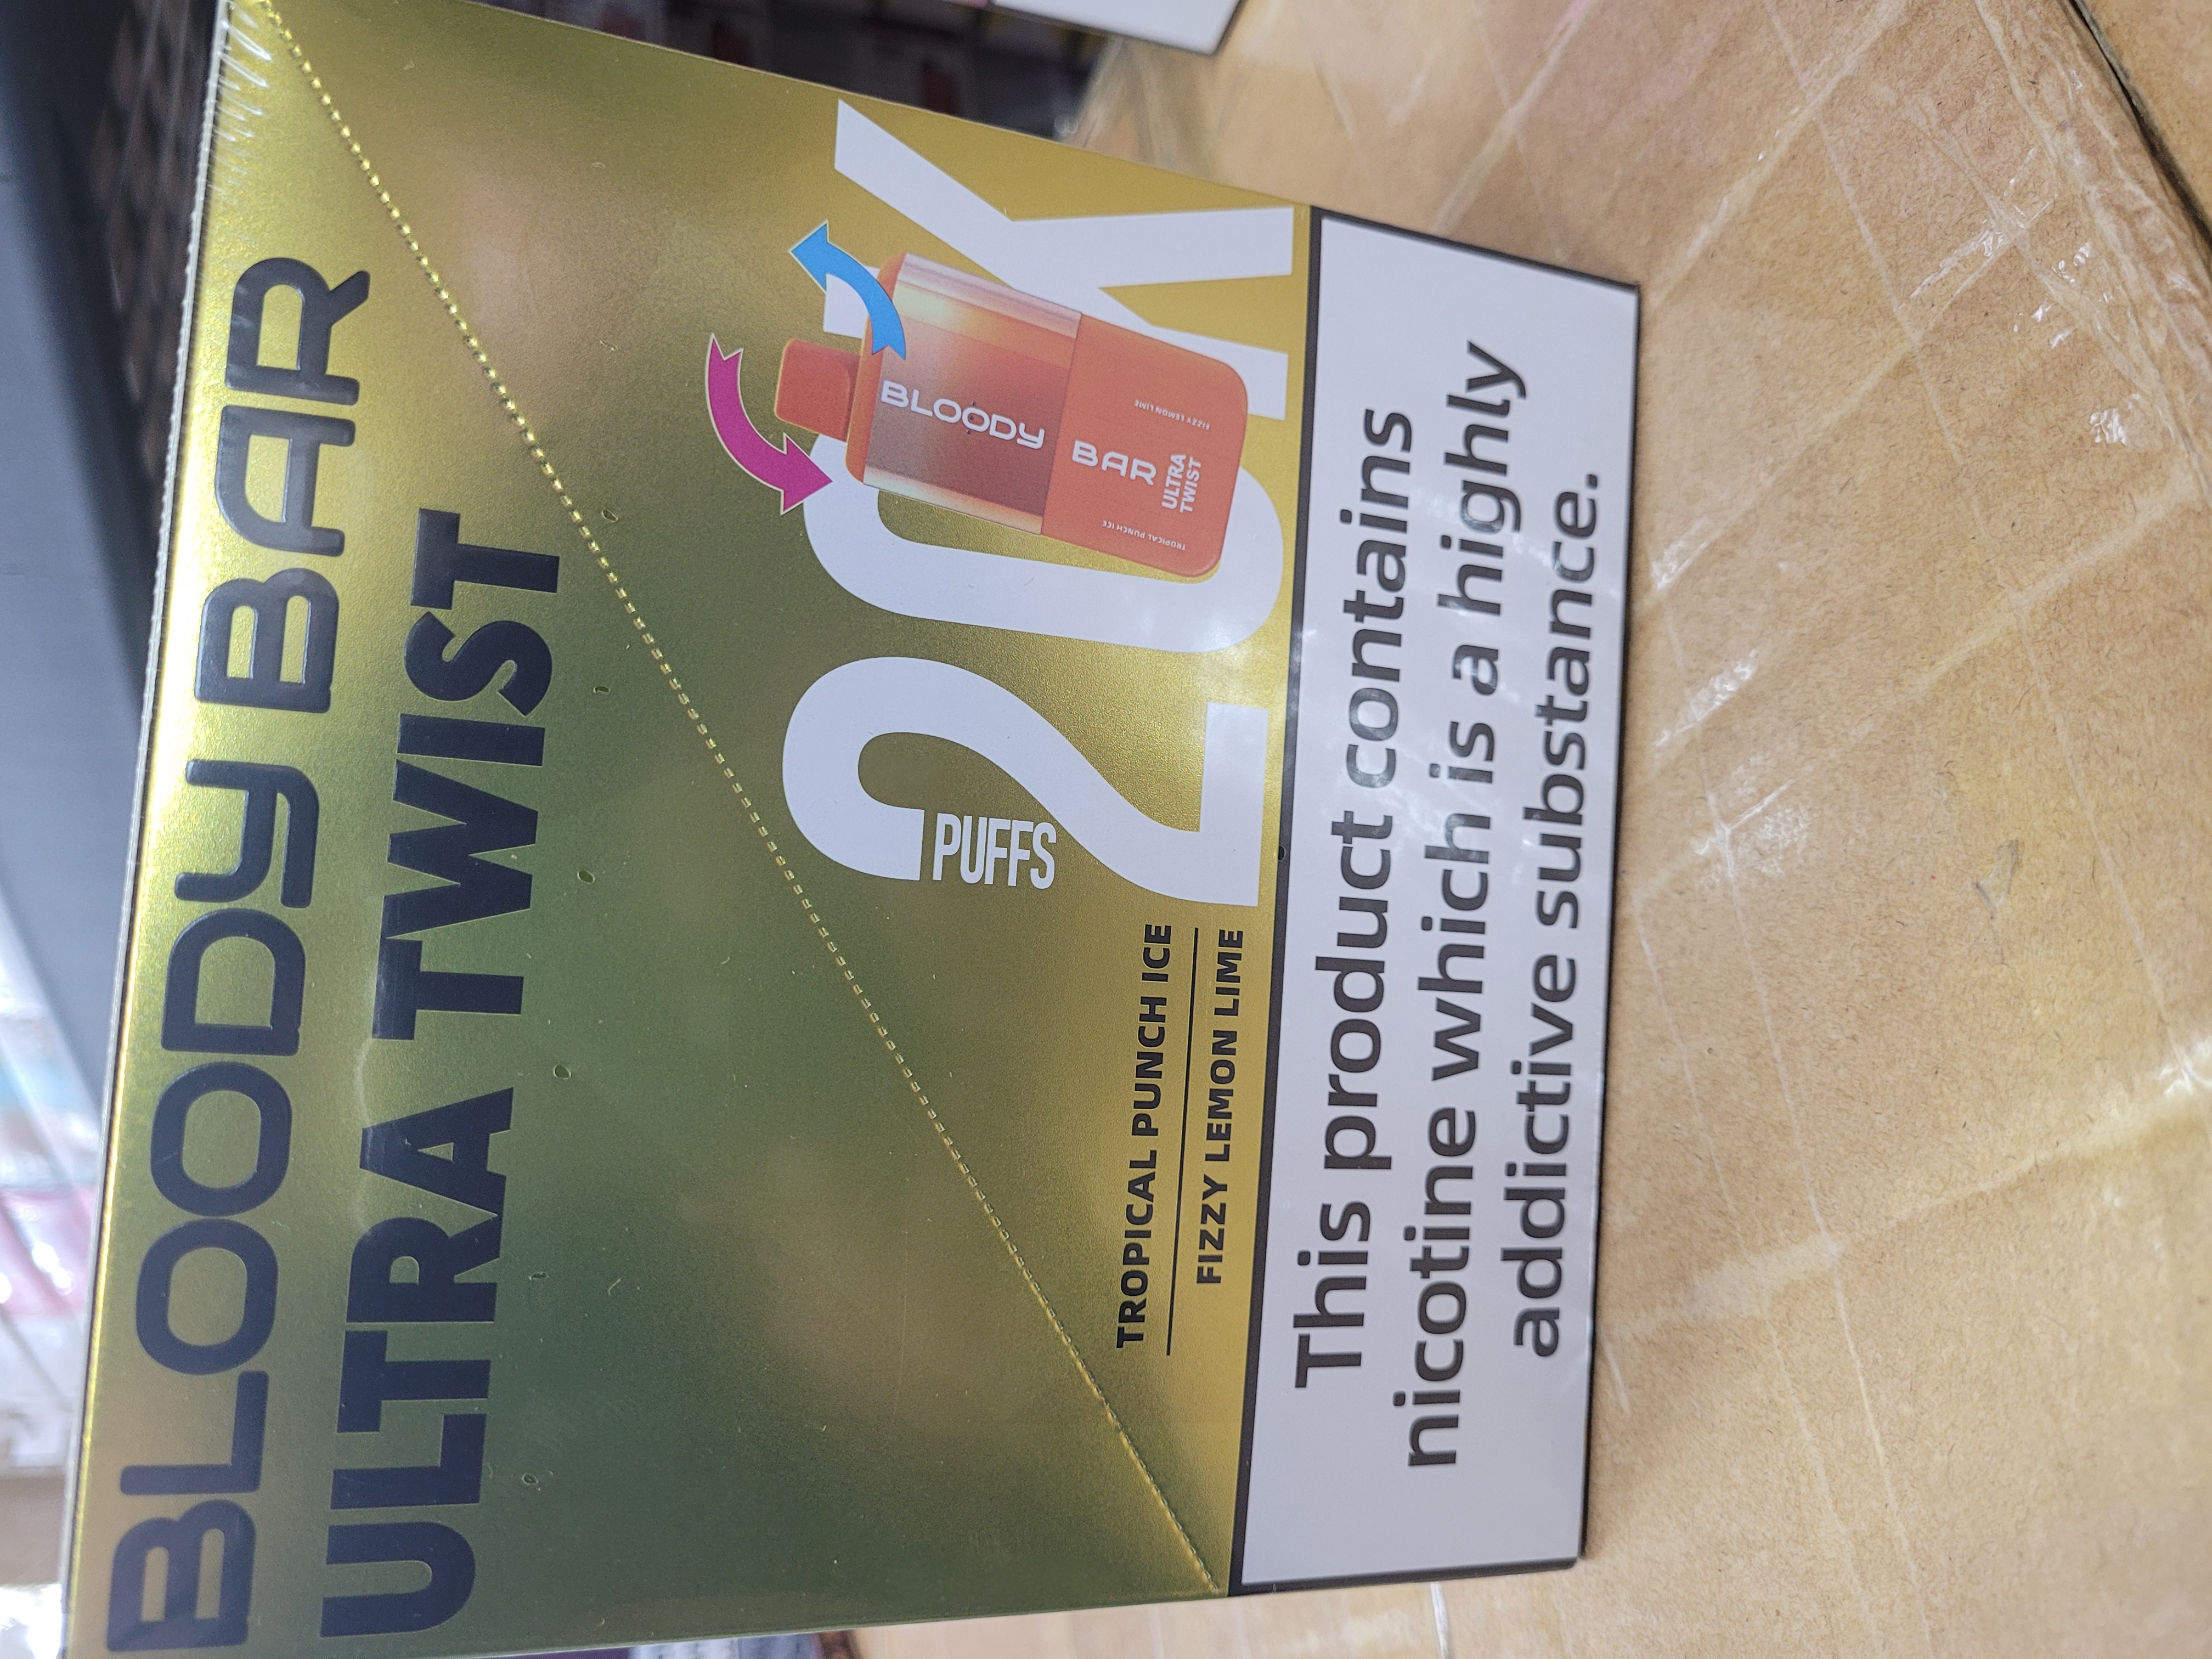 BLOODY BAR
ULTRA TWIST
PUFFS
20K
BLOODY
BAR
ULTRA
TWIST
TROPICAL PUNCH ICE
FIZZY LEMON LIME
TROPICAL PUNCH ICE
FIZZY LEMON LIME
This product contains
nicotine which is a highly
addictive substance.